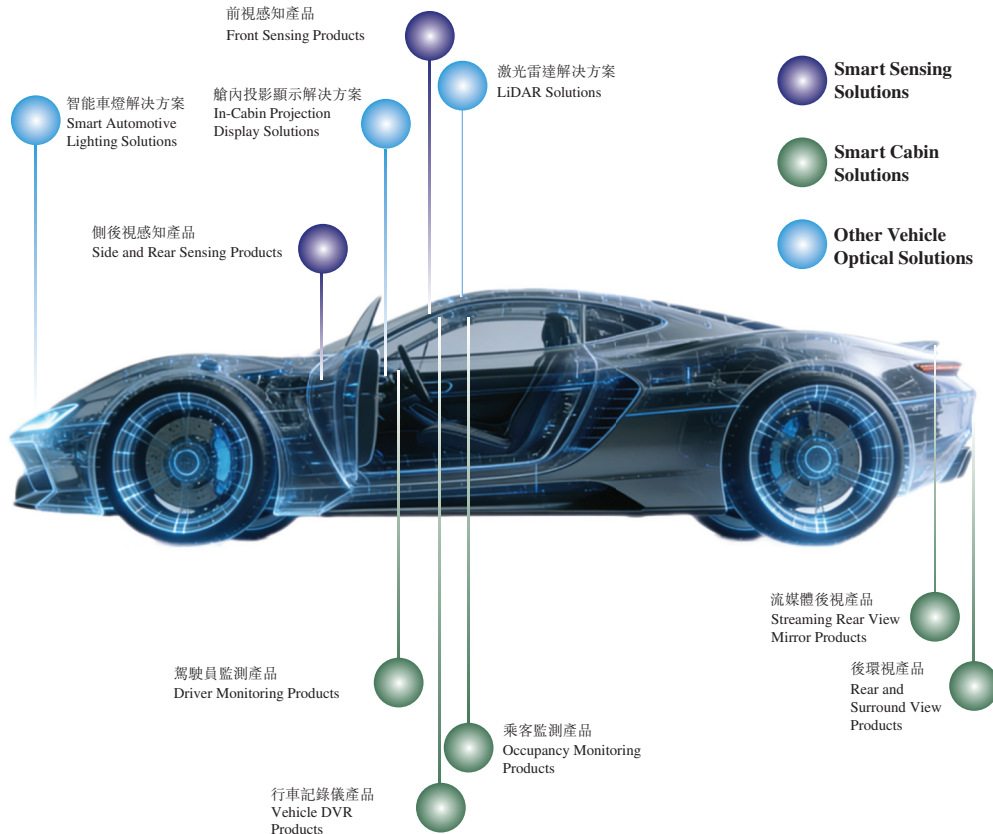 前視感知產品
Front Sensing Products
激光雷達解決方案
LiDAR Solutions
智能車燈解決方案
Smart Automotive
Lighting Solutions
艙內投影顯示解決方案
In-Cabin Projection
Display Solutions
側後視感知產品
Side and Rear Sensing Products
Smart Sensing
Solutions
Smart Cabin
Solutions
Other Vehicle
Optical Solutions
流媒體後視產品
Streaming Rear View
Mirror Products
後環視產品
Rear and
Surround View
Products
駕駛員監測產品
Driver Monitoring Products
乘客監測產品
Occupancy Monitoring
Products
行車記錄儀產品
Vehicle DVR
Products